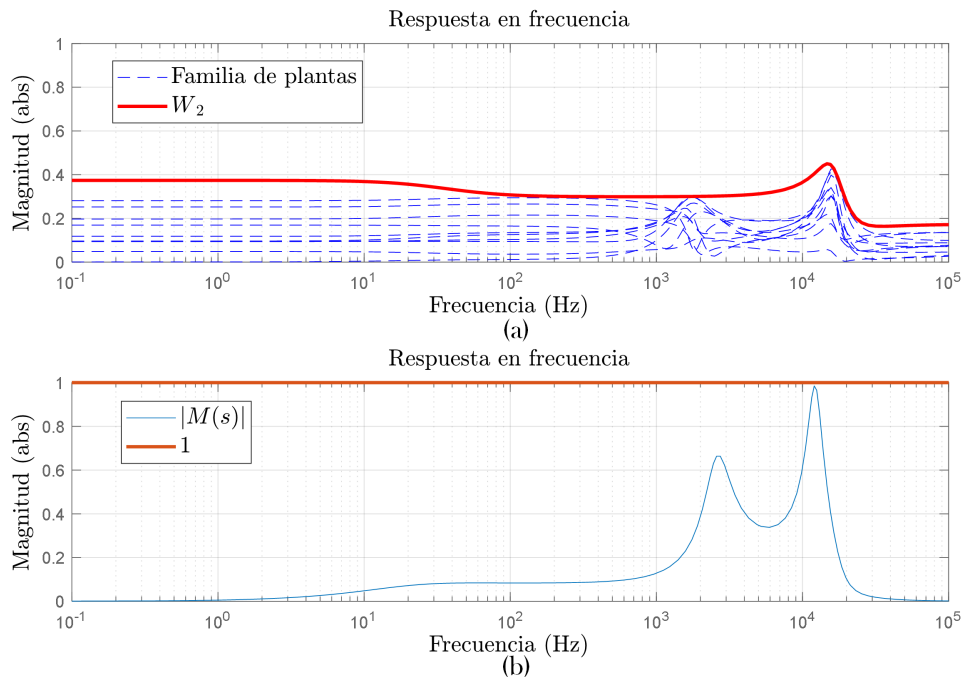 Respuesta en frecuencia
Magnitud (abs)
1
0.8
0.6
0.4
0.2
0
Familia de plantas
W_2
10^-1 10^0 10^1 10^2 10^3 10^4 10^5
Frecuencia (Hz)
(a)
Respuesta en frecuencia
Magnitud (abs)
1
0.8
0.6
0.4
0.2
0
|M(s)|
1
10^-1 10^0 10^1 10^2 10^3 10^4 10^5
Frecuencia (Hz)
(b)